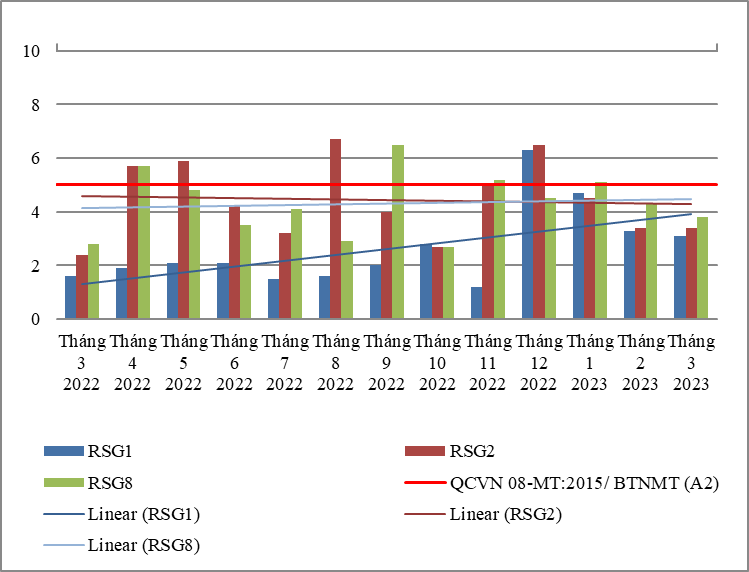 10
8
6
4
2
0
Tháng Tháng Tháng Tháng Tháng Tháng Tháng Tháng Tháng Tháng Tháng Tháng Tháng
3 4 5 6 7 8 9 10 11 12 1 2 3
2022 2022 2022 2022 2022 2022 2022 2022 2022 2022 2023 2023 2023
RSG1 RSG2
RSG8 QCVN 08-MT:2015/ BTNMT (A2)
Linear (RSG1) Linear (RSG2)
Linear (RSG8)